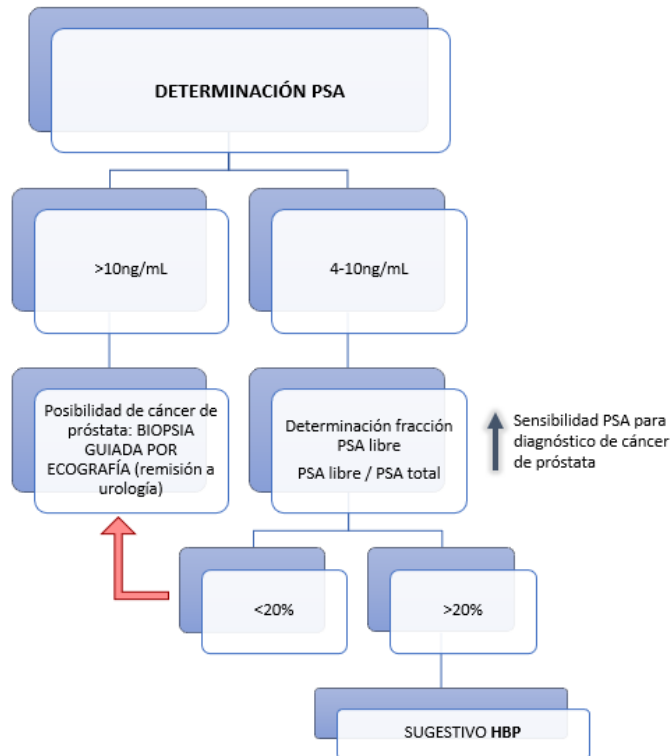 DETERMINACIÓN PSA
>10ng/mL
4-10ng/mL
Posibilidad de cáncer de
próstata: BIOPSIA
GUIADA POR
ECOGRAFÍA (remisión a
urología)
Determinación fracción
PSA libre
PSA libre / PSA total
Sensibilidad PSA para
diagnóstico de cáncer
de próstata
<20%
>20%
SUGESTIVO HBP